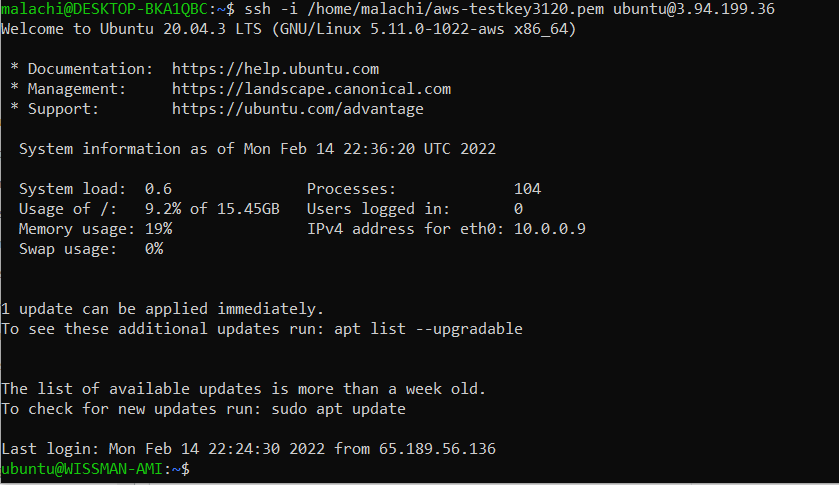 malachi@DESKTOP-BKA1QBC:~$ ssh -i /home/malachi/aws-testkey3120.pem ubuntu@3.94.199.36
Welcome to Ubuntu 20.04.3 LTS (GNU/Linux 5.11.0-1022-aws x86_64)

 * Documentation:  https://help.ubuntu.com
 * Management:     https://landscape.canonical.com
 * Support:        https://ubuntu.com/advantage

  System information as of Mon Feb 14 22:36:20 UTC 2022

  System load:  0.6               Processes:             104
  Usage of /:   9.2% of 15.45GB   Users logged in:       0
  Memory usage: 19%               IPv4 address for eth0: 10.0.0.9
  Swap usage:   0%

1 update can be applied immediately.
To see these additional updates run: apt list --upgradable

The list of available updates is more than a week old.
To check for new updates run: sudo apt update

Last login: Mon Feb 14 22:24:30 2022 from 65.189.56.136
ubuntu@WISSMAN-AMI:~$